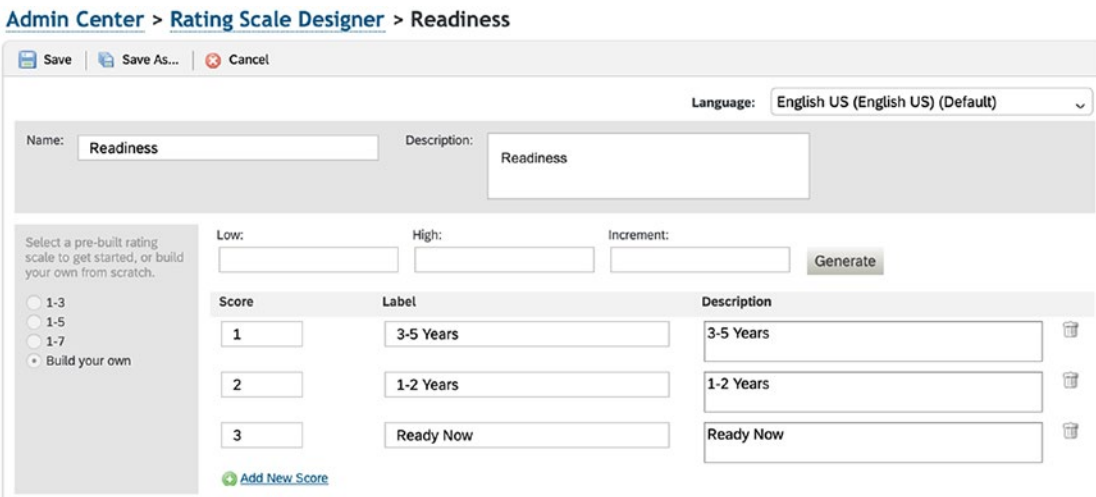 Admin Center > Rating Scale Designer > Readiness
Save Save As... Cancel
Language: English US (English US) (Default)
Name: Readiness Description: Readiness
Select a pre-built rating
scale to get started, or build
your own from scratch.
1-3
1-5
1-7
Build your own
Low: High: Increment:
Generate
Score Label Description
1 3-5 Years 3-5 Years
2 1-2 Years 1-2 Years
3 Ready Now Ready Now
Add New Score